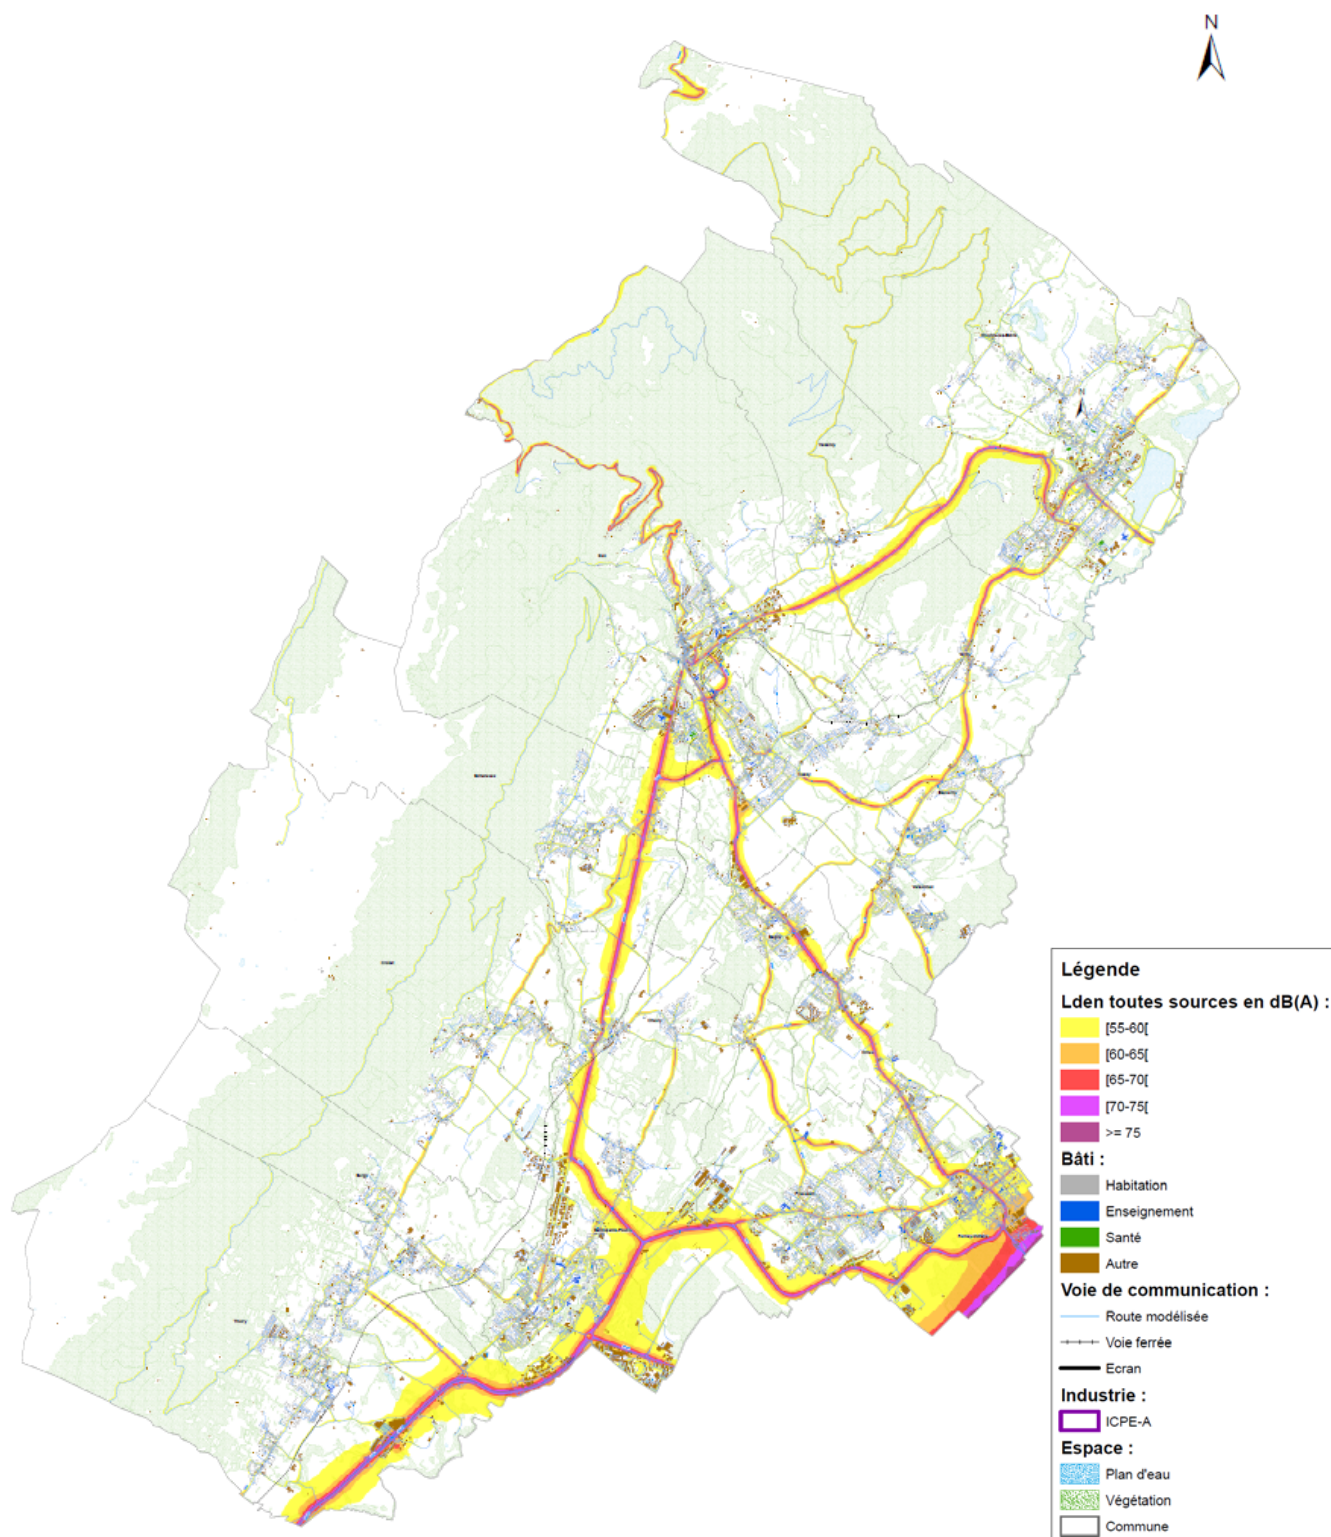 N
N
Légende
Lden toutes sources en dB(A) :
[55-60[
[60-65[
[65-70[
[70-75[
>= 75
Bâti :
Habitation
Enseignement
Santé
Autre
Voie de communication :
Route modélisée
Voie ferrée
Ecran
Industrie :
ICPE-A
Espace :
Plan d'eau
Végétation
Commune